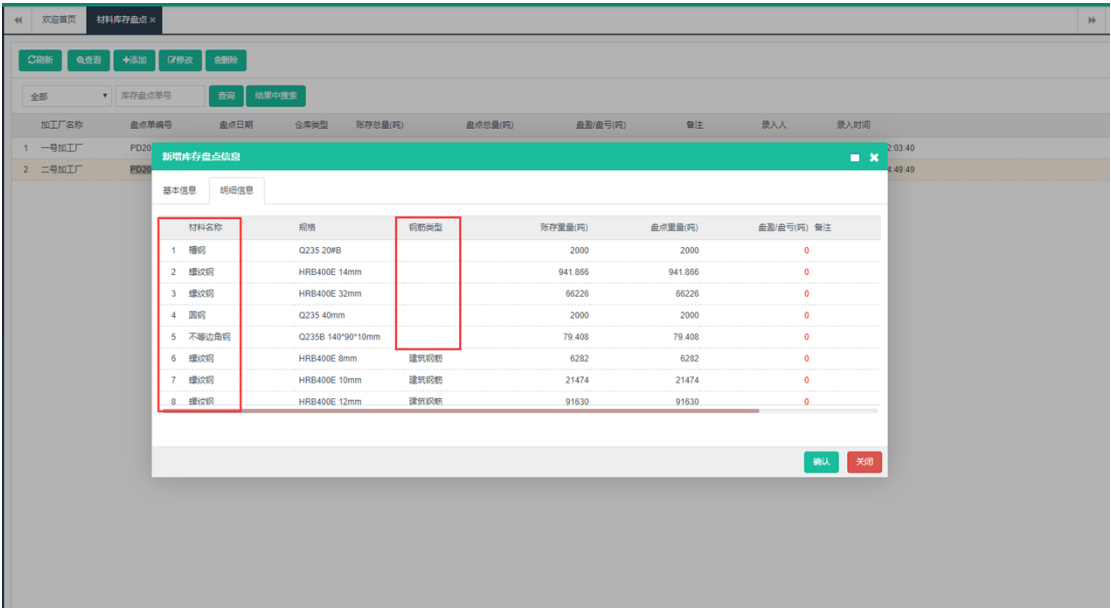 欢迎首页 材料库存盘点 ×
刷新 查看 +添加 修改 删除
全部 库存盘点单号 查询 结果中搜索
加工厂名称 盘点单编号 盘点日期 仓库类型 账存总量(吨) 盘点总量(吨) 盘盈/盘亏(吨) 备注 录入人 录入时间
1 一号加工厂 PD20 2:03:40
2 二号加工厂 PD20 4:49:49
新增库存盘点信息
基本信息 明细信息
材料名称 规格 钢筋类型 账存重量(吨) 盘点重量(吨) 盘盈/盘亏(吨) 备注
1 槽钢 Q235 20#B 2000 2000 0
2 螺纹钢 HRB400E 14mm 941.866 941.866 0
3 螺纹钢 HRB400E 32mm 66226 66226 0
4 圆钢 Q235 40mm 2000 2000 0
5 不等边角钢 Q235B 140*90*10mm 79.408 79.408 0
6 螺纹钢 HRB400E 8mm 建筑钢筋 6282 6282 0
7 螺纹钢 HRB400E 10mm 建筑钢筋 21474 21474 0
8 螺纹钢 HRB400E 12mm 建筑钢筋 91630 91630 0
确认 关闭